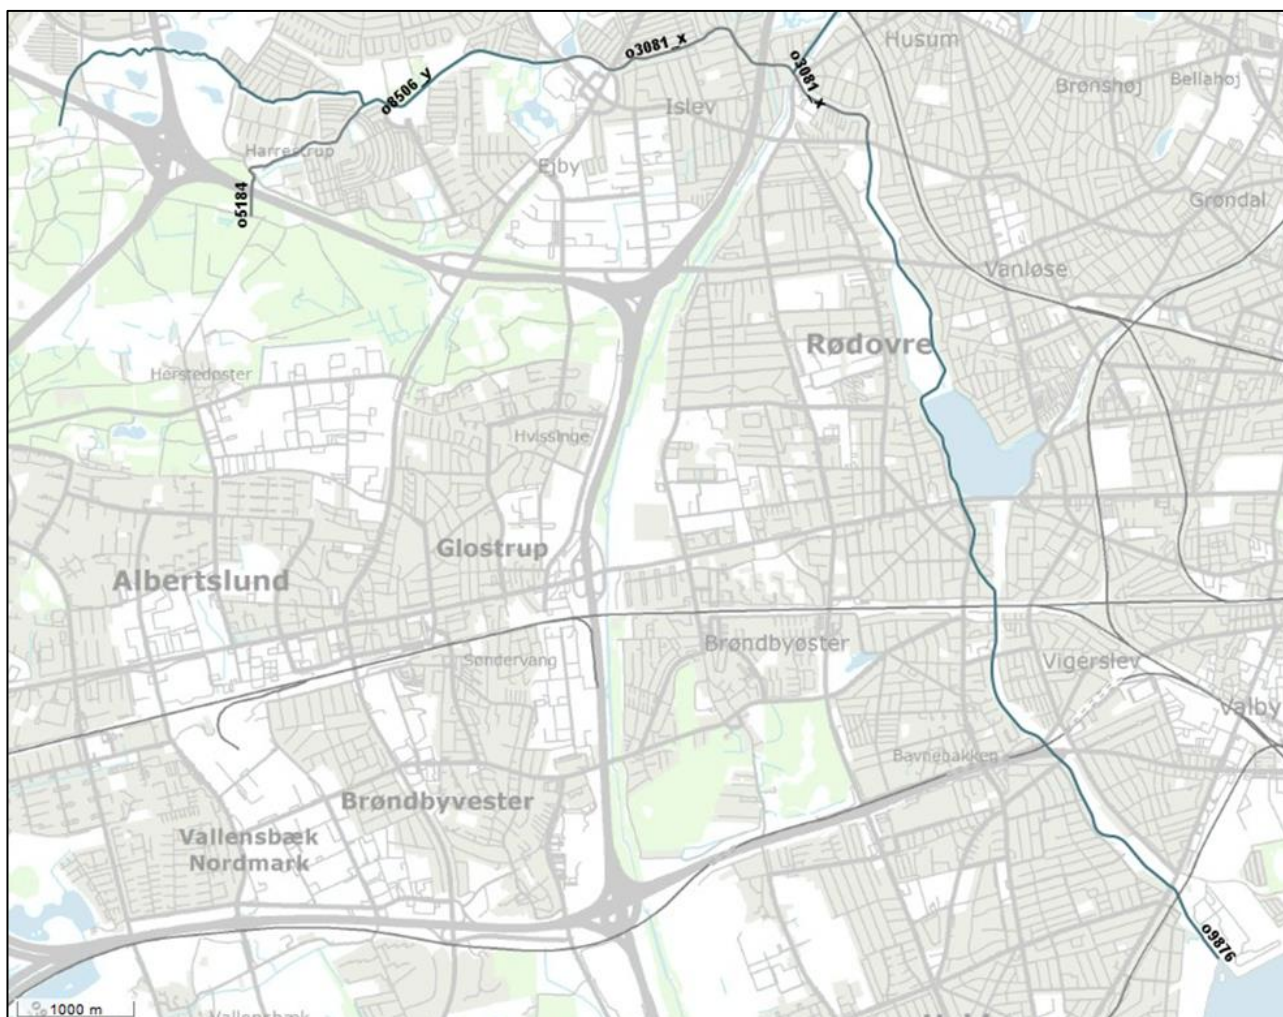 Husum
o3081_x
o3081_x
Bellahøj
Brønshøj
o8506_y
Islev
Harrestrup
Ejby
Grøndal
o5184
Vanløse
Rødovre
Herstedøster
Hvissinge
Glostrup
Albertslund
Brøndbyøster
Søndervang
Vigerslev
Valby
Bavnebakken
Brøndbyvester
Vallensbæk
Nordmark
o9876
1000 m
Vallensbæk